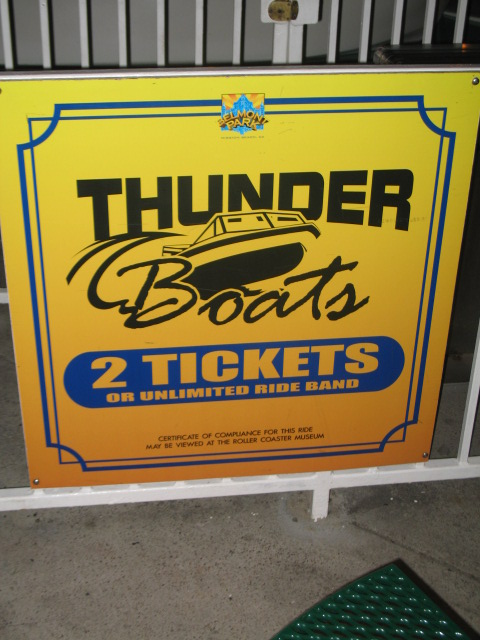 BELMONT
PARK
THUNDER
Boats
2 TICKETS
OR UNLIMITED RIDE BAND
CERTIFICATE OF COMPLIANCE FOR THIS RIDE
MAY BE VIEWED AT THE ROLLER COASTER MUSEUM